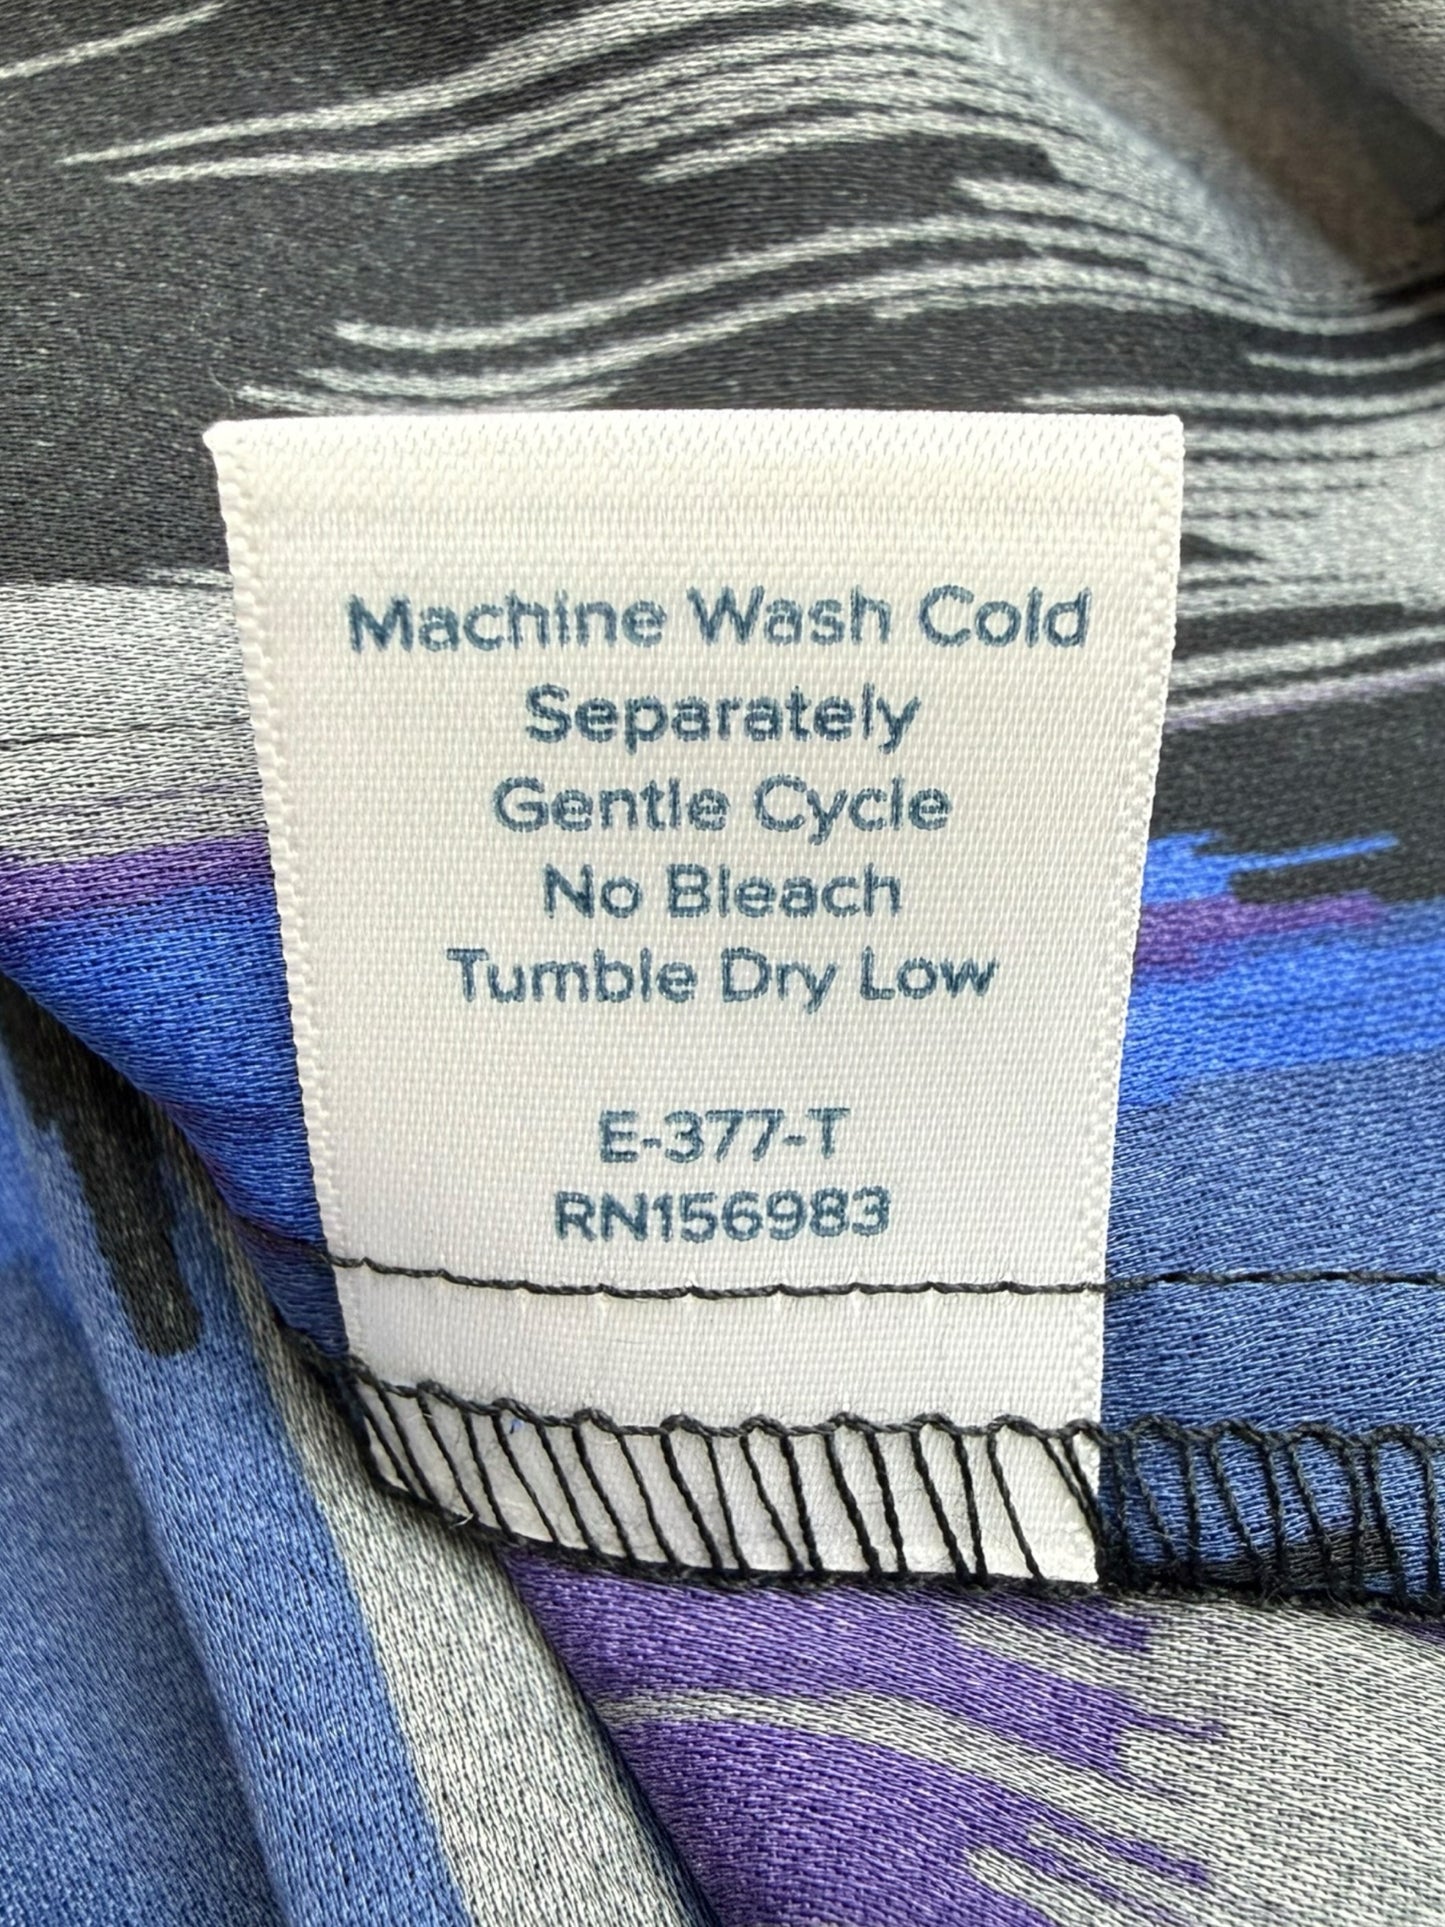 Machine Wash Cold
Separately
Gentle Cycle
No Bleach
Tumble Dry Low
E-377-T
RN156983